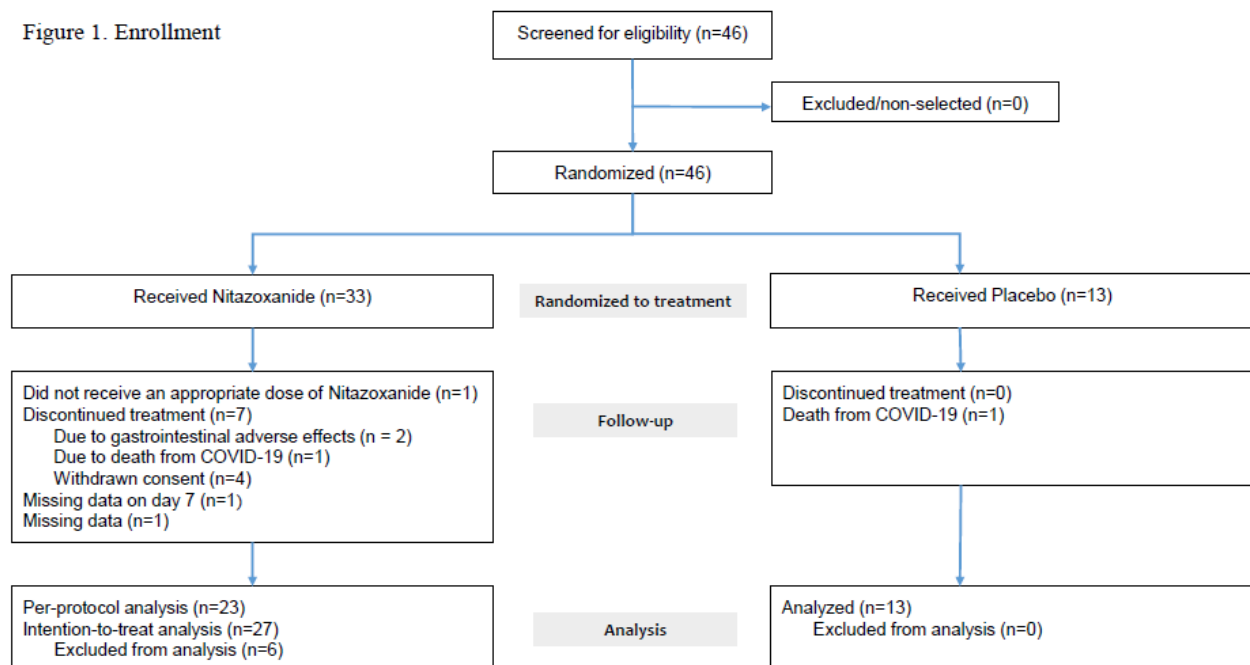 Figure 1. Enrollment
Screened for eligibility (n=46)
Excluded/non-selected (n=0)
Randomized (n=46)
Received Nitazoxanide (n=33)
Randomized to treatment
Received Placebo (n=13)
Did not receive an appropriate dose of Nitazoxanide (n=1)
Discontinued treatment (n=7)
Due to gastrointestinal adverse effects (n = 2)
Due to death from COVID-19 (n=1)
Withdrawn consent (n=4)
Missing data on day 7 (n=1)
Missing data (n=1)
Follow-up
Discontinued treatment (n=0)
Death from COVID-19 (n=1)
Per-protocol analysis (n=23)
Intention-to-treat analysis (n=27)
Excluded from analysis (n=6)
Analysis
Analyzed (n=13)
Excluded from analysis (n=0)